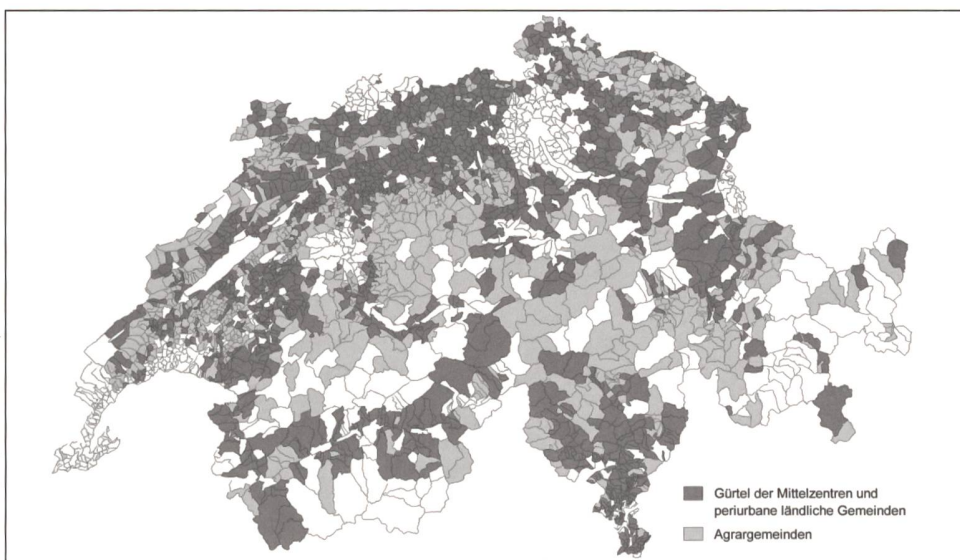 Gürtel der Mittelzentren und
periurbane ländliche Gemeinden
Agrargemeinden